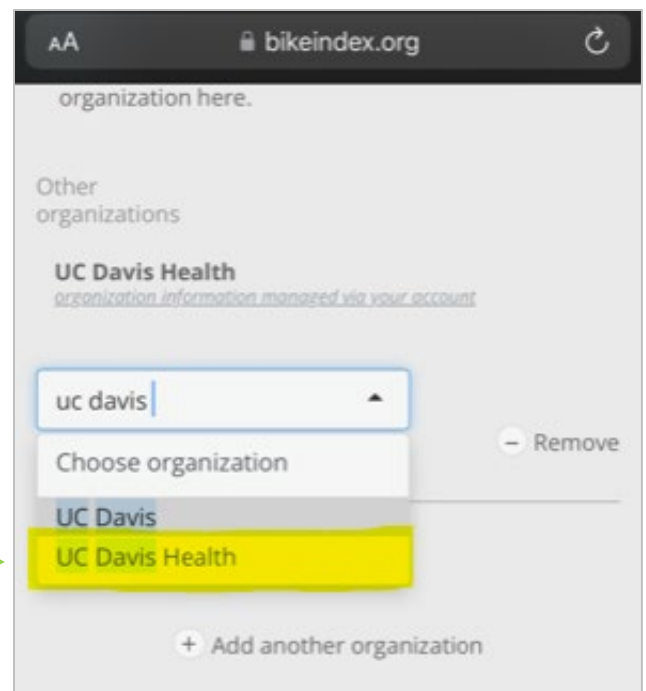 AA bikeindex.org
organization here.
Other
organizations
UC Davis Health
organization information managed via your account
uc davis
Remove
Choose organization
UC Davis
UC Davis Health
+ Add another organization